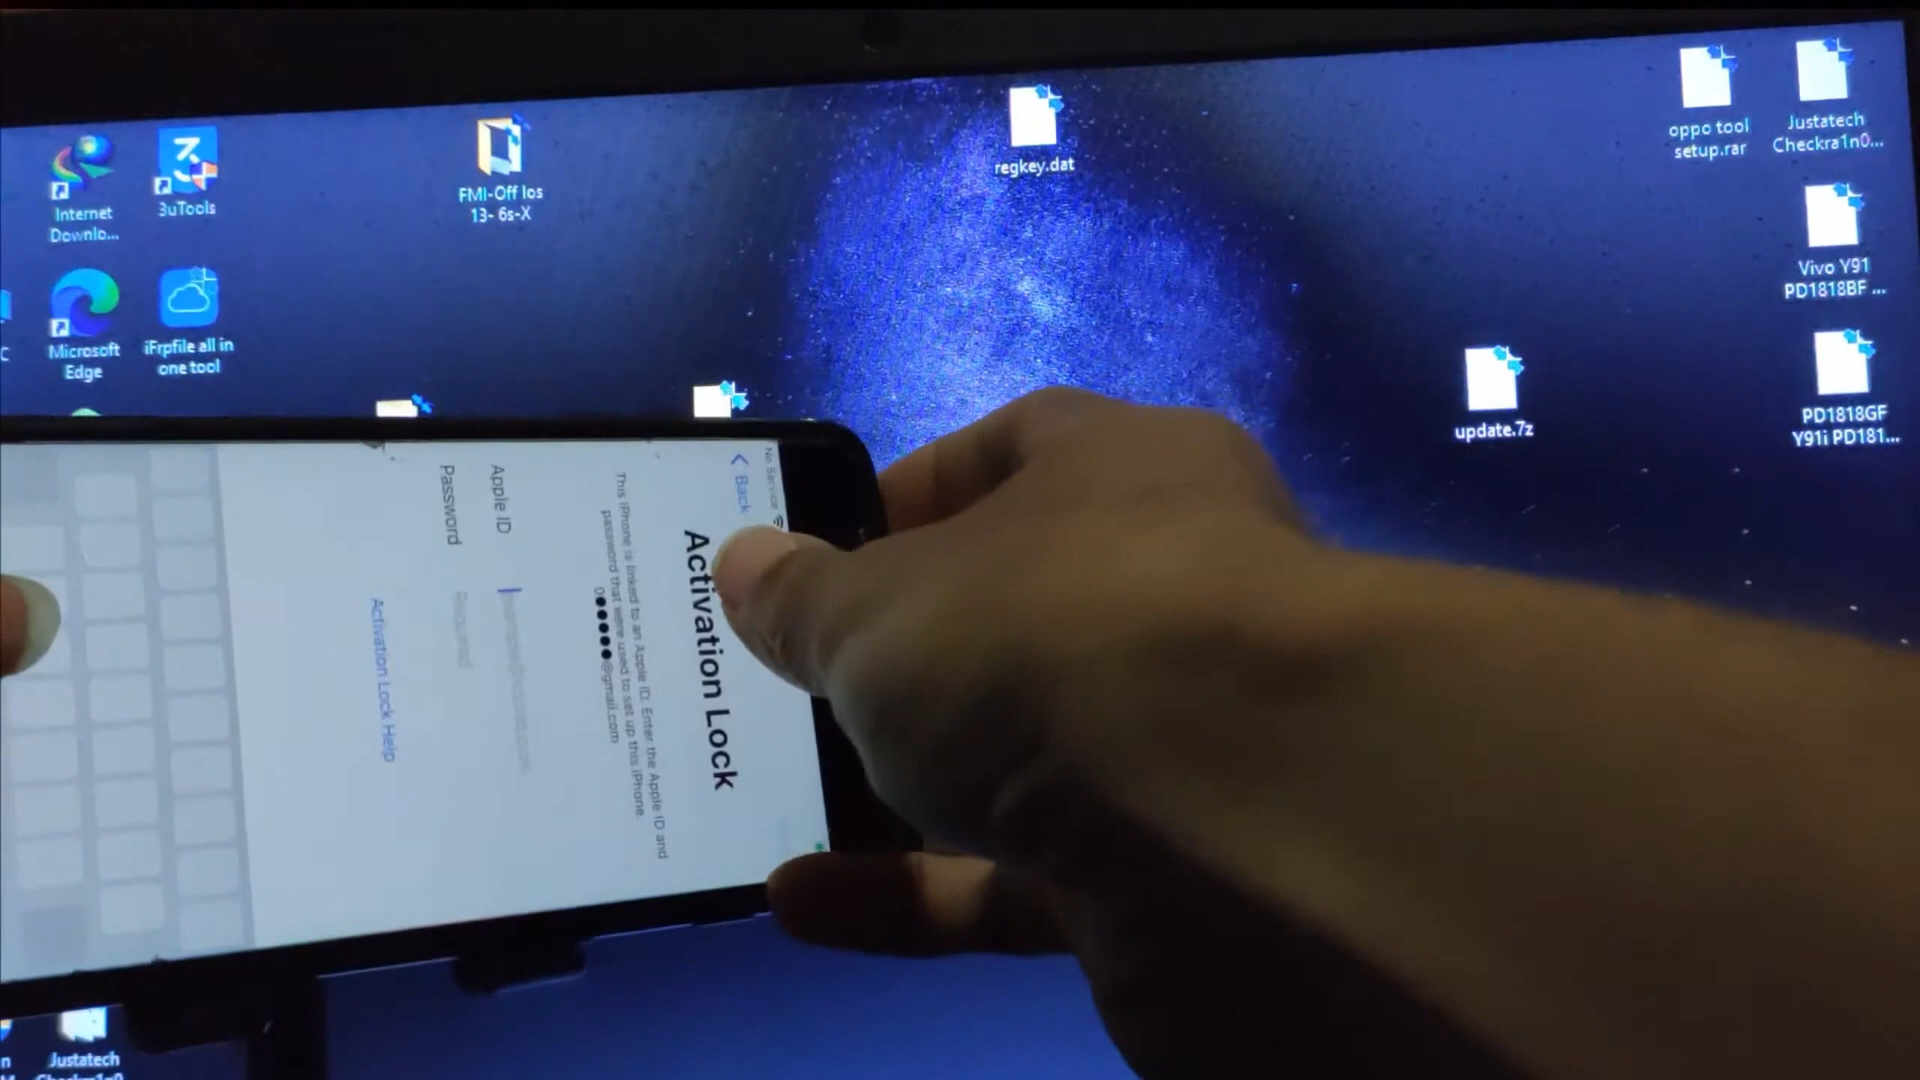 Internet
Downlo...
3uTools
FMI-Off Ios
13- 6s-X
regkey.dat
oppo tool
setup.rar
Justatech
Checkra1n0...
Vivo Y91
PD1818BF ...
Microsoft
Edge
iFrpfile all in
one tool
update.7z
PD1818GF
Y91i PD181...
C
No Service
Back
Activation Lock
This iPhone is linked to an Apple ID. Enter the Apple ID and
password that were used to set up this iPhone.
0●●●●●@gmail.com
Apple ID
Password
Required
Activation Lock Help
Justatech
Checkra1n0